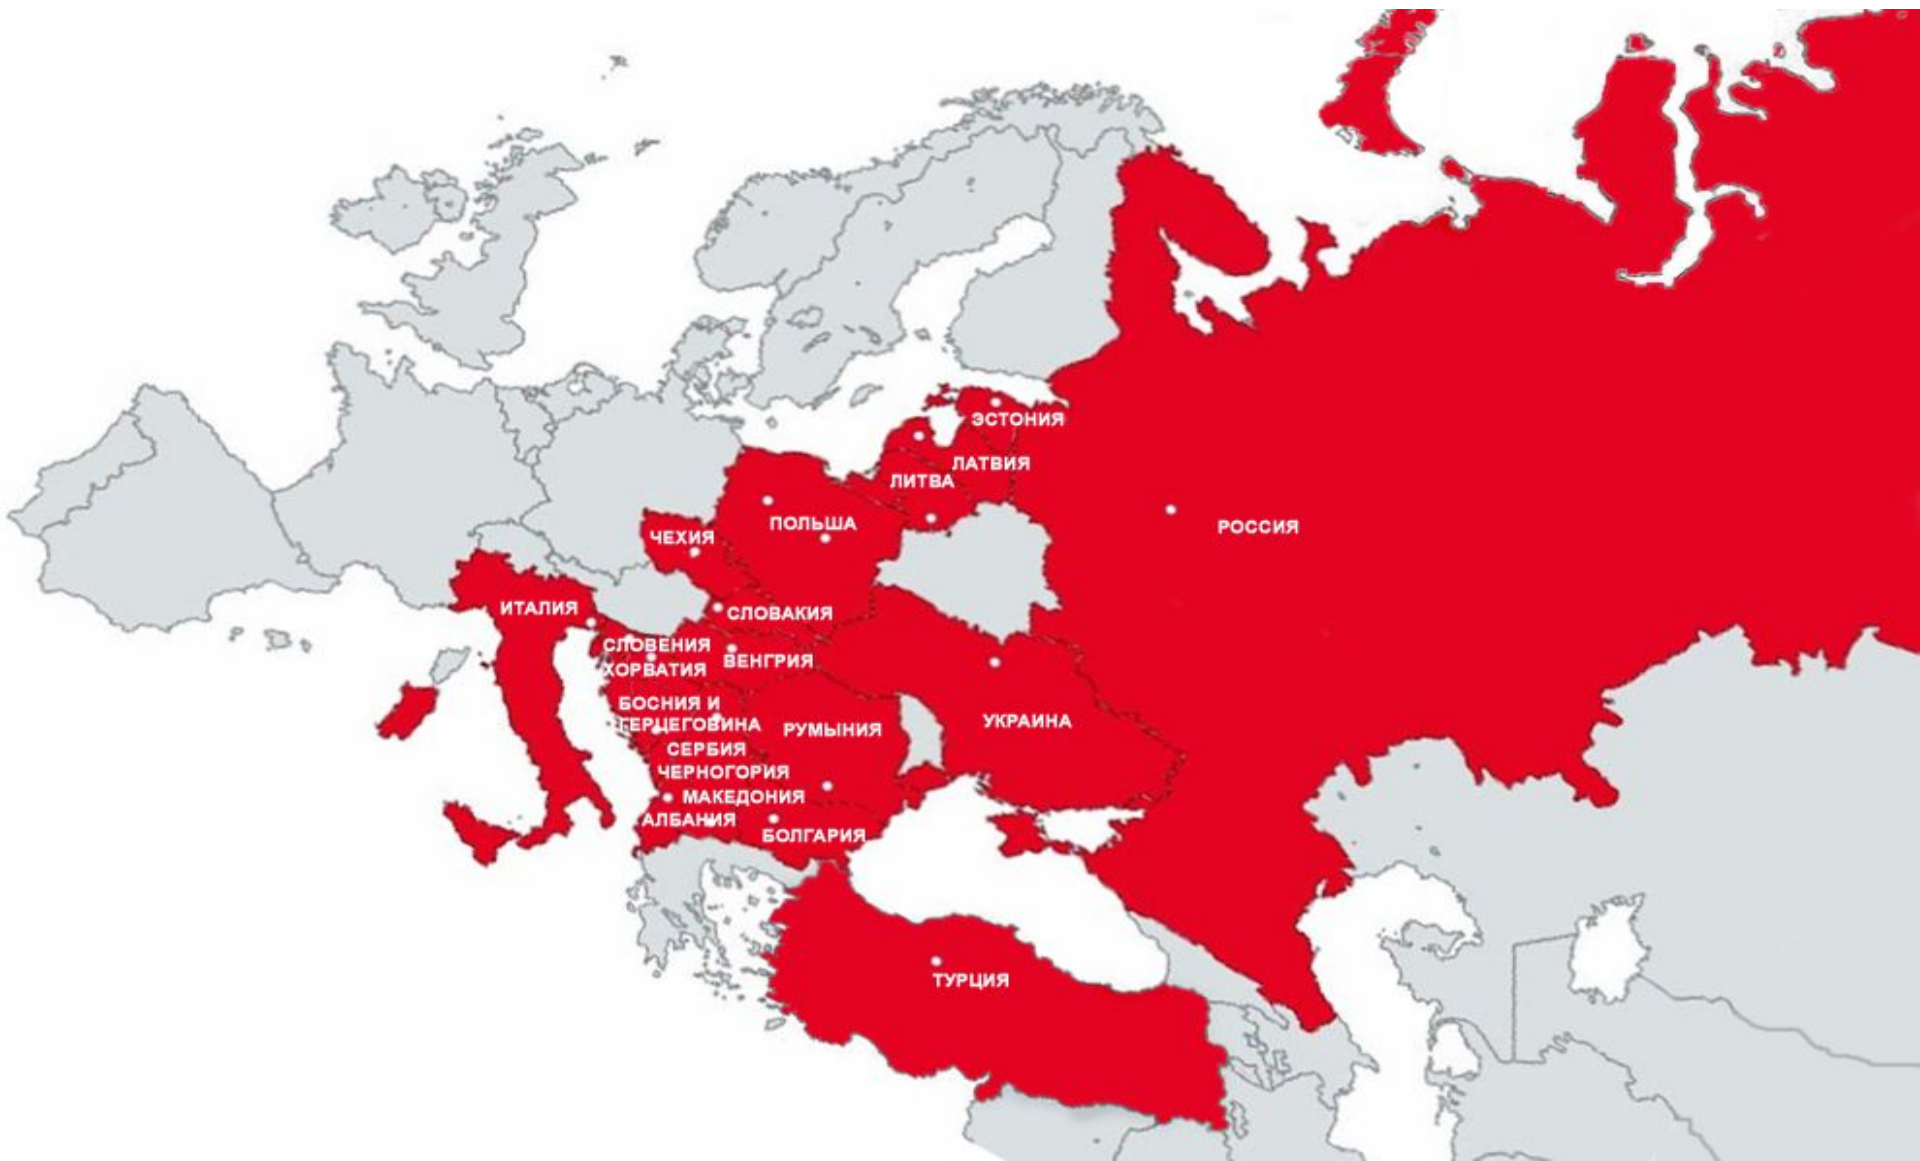 ЭСТОНИЯ
ЛАТВИЯ
ЛИТВА
ПОЛЬША
РОССИЯ
ЧЕХИЯ
ИТАЛИЯ
СЛОВАКИЯ
СЛОВЕНИЯ
ВЕНГРИЯ
ХОРВАТИЯ
БОСНИЯ И
ГЕРЦЕГОВИНА
РУМЫНИЯ
УКРАИНА
СЕРБИЯ
ЧЕРНОГОРИЯ
МАКЕДОНИЯ
АЛБАНИЯ
БОЛГАРИЯ
ТУРЦИЯ